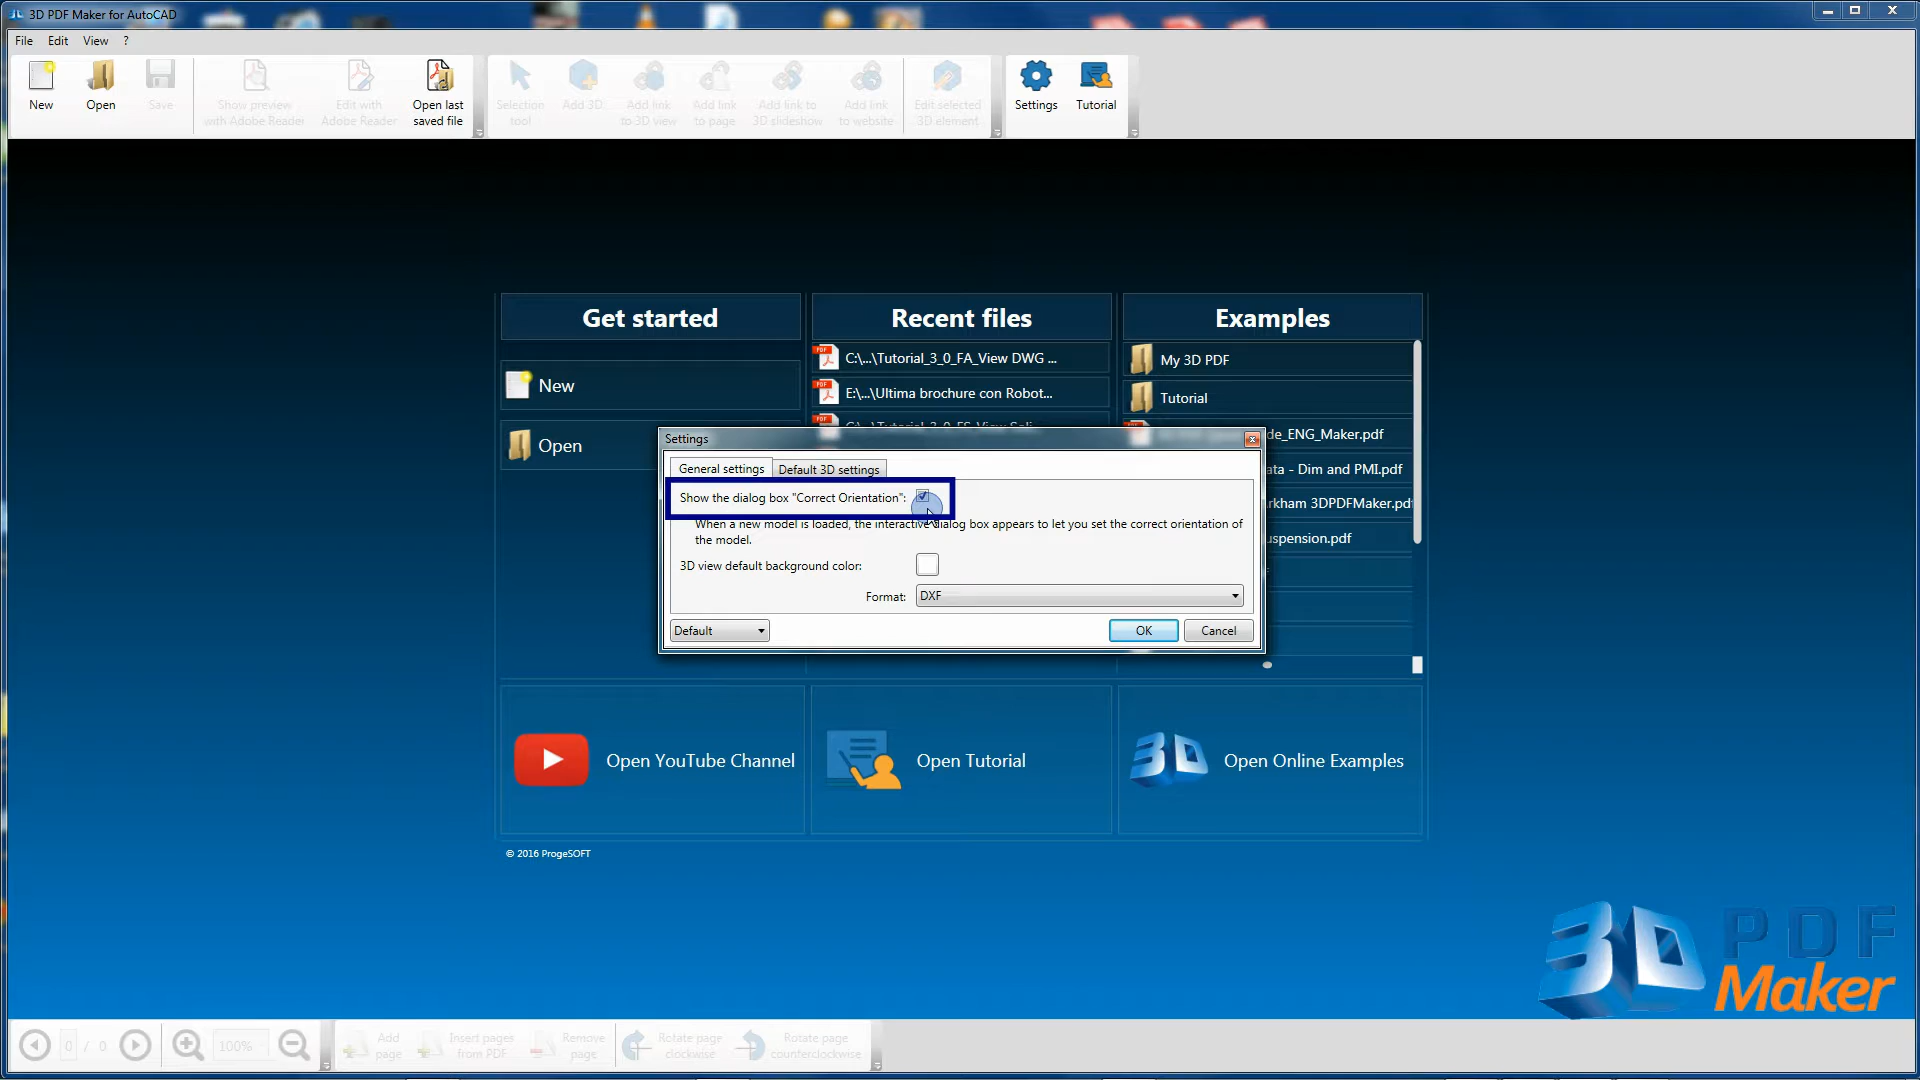 3D PDF Maker for AutoCAD
File Edit View ?
New
Open
Save
Show preview
with Adobe Reader
Edit with
Adobe Reader
Open last
saved file
Selection
tool
Add 3D
Add link
to 3D view
Add link
to page
Add link to
3D slideshow
Add link
to website
Edit selected
3D element
Settings
Tutorial
Get started
New
Open
Recent files
C:\...\Tutorial_3_0_FA_View DWG ...
E:\...\Ultima brochure con Robot...
Examples
My 3D PDF
Tutorial
de_ENG_Maker.pdf
ata - Dim and PMI.pdf
rkham 3DPDFMaker.pdf
uspension.pdf
Settings
General settings
Default 3D settings
Show the dialog box "Correct Orientation":
When a new model is loaded, the interactive dialog box appears to let you set the correct orientation of
the model.
3D view default background color:
Format: DXF
Default
OK
Cancel
Open YouTube Channel
Open Tutorial
3D
Open Online Examples
© 2016 ProgeSOFT
3D PDF
Maker
0 / 0
100%
Add
page
Insert pages
from PDF
Remove
page
Rotate page
clockwise
Rotate page
counterclockwise